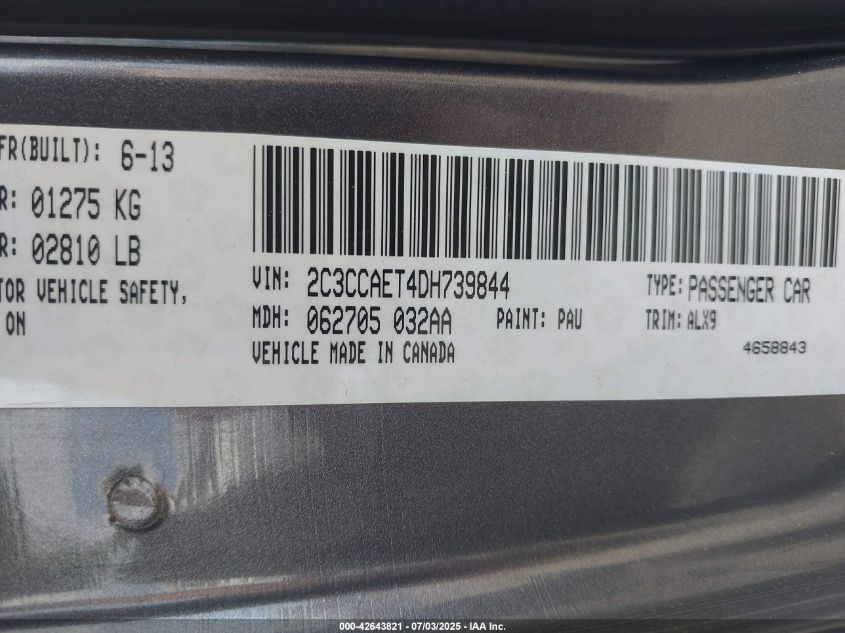 FR(BUILT): 6-13
R: 01275 KG
R: 02810 LB
TOR VEHICLE SAFETY,
ON
VIN: 2C3CCAET4DH739844
TYPE: PASSENGER CAR
MDH: 062705 032AA
PAINT: PAU
TRIM: ALX9
VEHICLE MADE IN CANADA
4658843
000-42643821 - 07/03/2025 - IAA Inc.